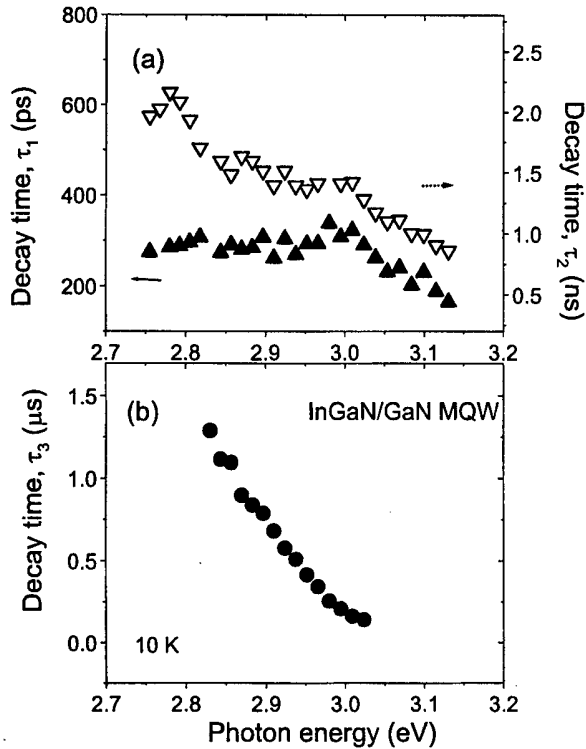 800
600
400
200
2.5
2.0
1.5
1.0
0.5
(a)
Decay time, τ₁ (ps)
Decay time, τ₂ (ns)
2.7 2.8 2.9 3.0 3.1 3.2
1.5
1.0
0.5
0.0
(b)
InGaN/GaN MQW
Decay time, τ₃ (μs)
10 K
2.7 2.8 2.9 3.0 3.1 3.2
Photon energy (eV)